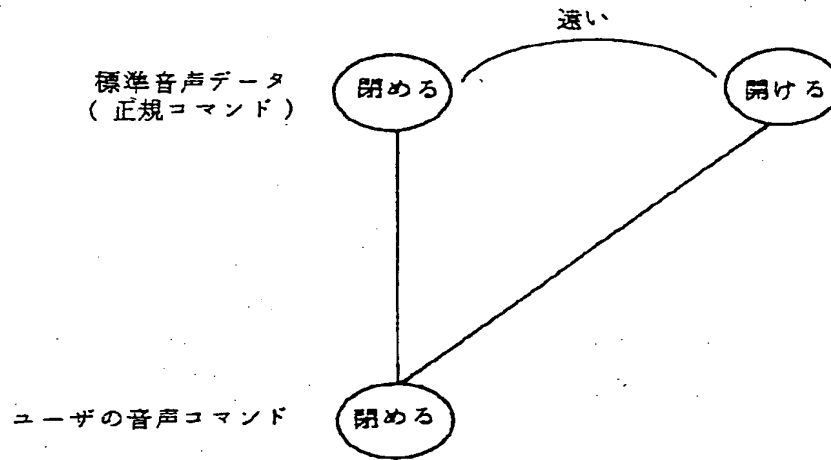 遠い
標準音声データ
(正規コマンド)
閉める
開ける
ユーザの音声コマンド
閉める